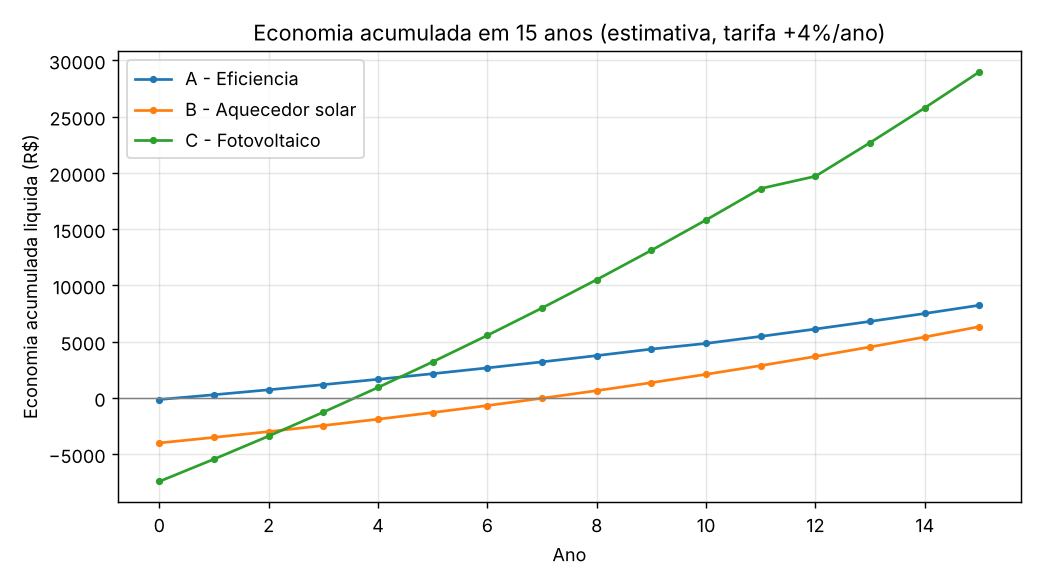 Economia acumulada em 15 anos (estimativa, tarifa +4%/ano)
A - Eficiencia
B - Aquecedor solar
C - Fotovoltaico
Economia acumulada liquida (R$)
30000
25000
20000
15000
10000
5000
0
−5000
0 2 4 6 8 10 12 14
Ano